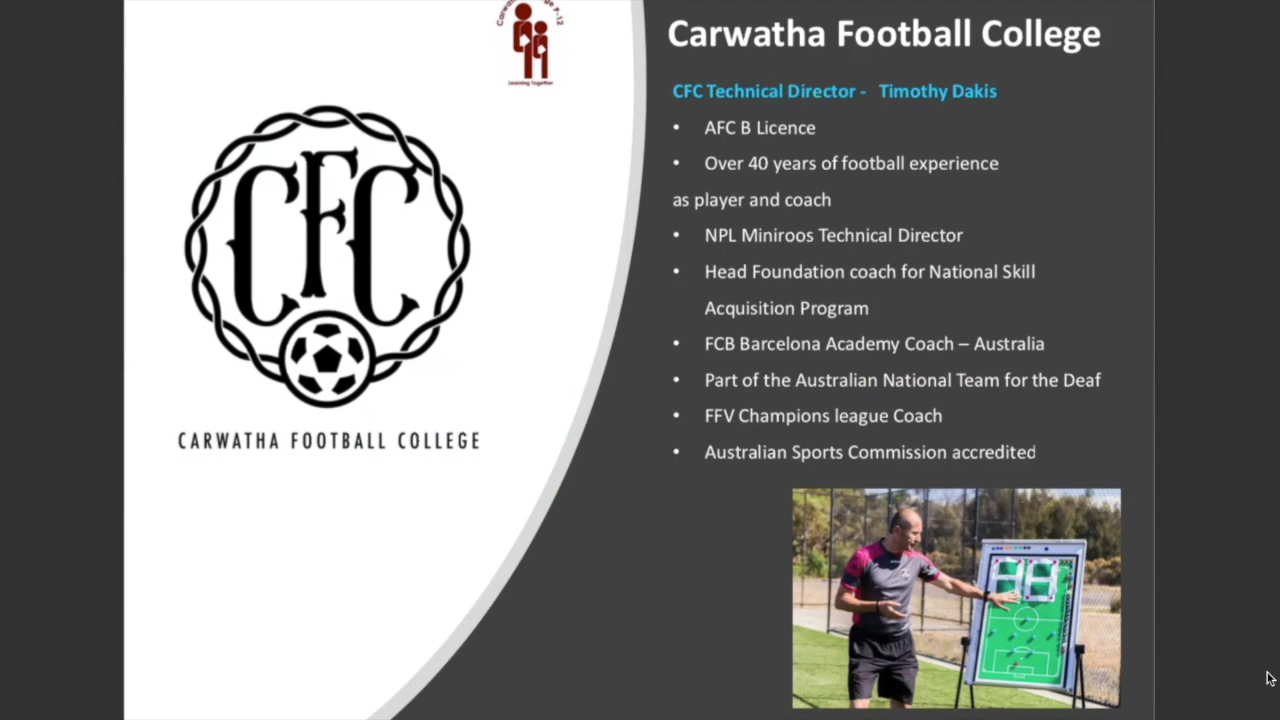 P-12
Learning Together
CFC
CARWATHA FOOTBALL COLLEGE
Carwatha Football College
CFC Technical Director - Timothy Dakis
• AFC B Licence
• Over 40 years of football experience
as player and coach
• NPL Miniroos Technical Director
• Head Foundation coach for National Skill
Acquisition Program
• FCB Barcelona Academy Coach – Australia
• Part of the Australian National Team for the Deaf
• FFV Champions league Coach
• Australian Sports Commission accredited